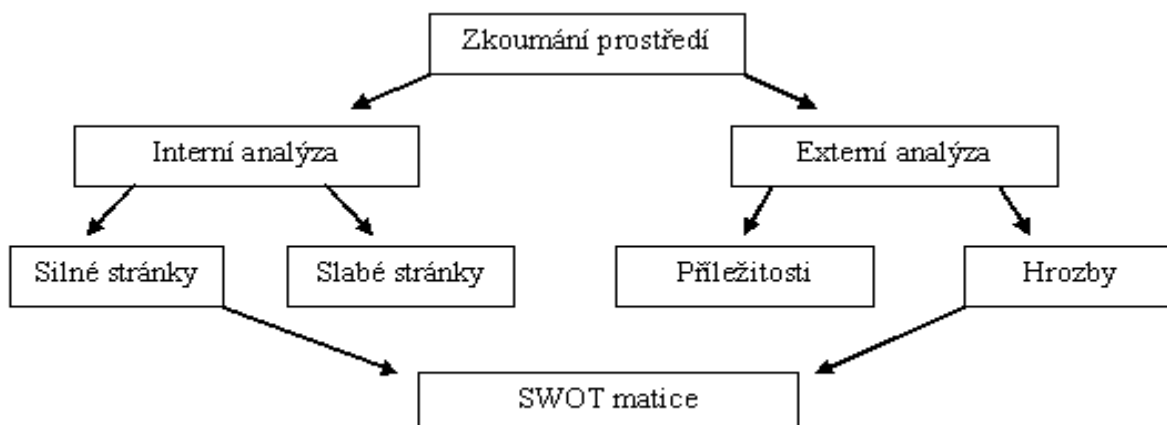 Zkoumání prostředí
Interní analýza
Externí analýza
Silné stránky
Slabé stránky
Příležitosti
Hrozby
SWOT matice